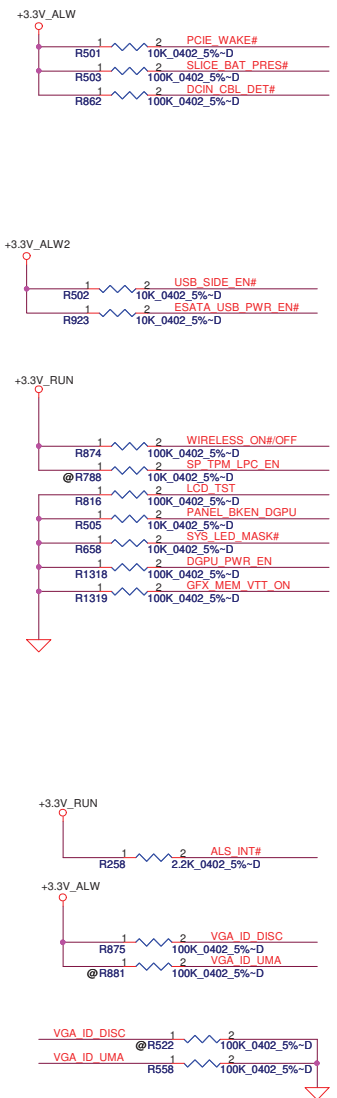 +3.3V_ALW
1 2 PCIE_WAKE#
R501 10K_0402_5%~D
1 2 SLICE_BAT_PRES#
R503 100K_0402_5%~D
1 2 DCIN_CBL_DET#
R862 100K_0402_5%~D
+3.3V_ALW2
1 2 USB_SIDE_EN#
R502 10K_0402_5%~D
1 2 ESATA_USB_PWR_EN#
R923 10K_0402_5%~D
+3.3V_RUN
1 2 WIRELESS_ON#/OFF
R874 100K_0402_5%~D
1 2 SP_TPM_LPC_EN
@R788 10K_0402_5%~D
1 2 LCD_TST
R816 100K_0402_5%~D
1 2 PANEL_BKEN_DGPU
R505 10K_0402_5%~D
1 2 SYS_LED_MASK#
R658 10K_0402_5%~D
1 2 DGPU_PWR_EN
R1318 100K_0402_5%~D
1 2 GFX_MEM_VTT_ON
R1319 100K_0402_5%~D
+3.3V_RUN
1 2 ALS_INT#
R258 2.2K_0402_5%~D
+3.3V_ALW
1 2 VGA_ID_DISC
R875 100K_0402_5%~D
1 2 VGA_ID_UMA
@R881 100K_0402_5%~D
VGA_ID_DISC 1 2
@R522 100K_0402_5%~D
VGA_ID_UMA 1 2
R558 100K_0402_5%~D